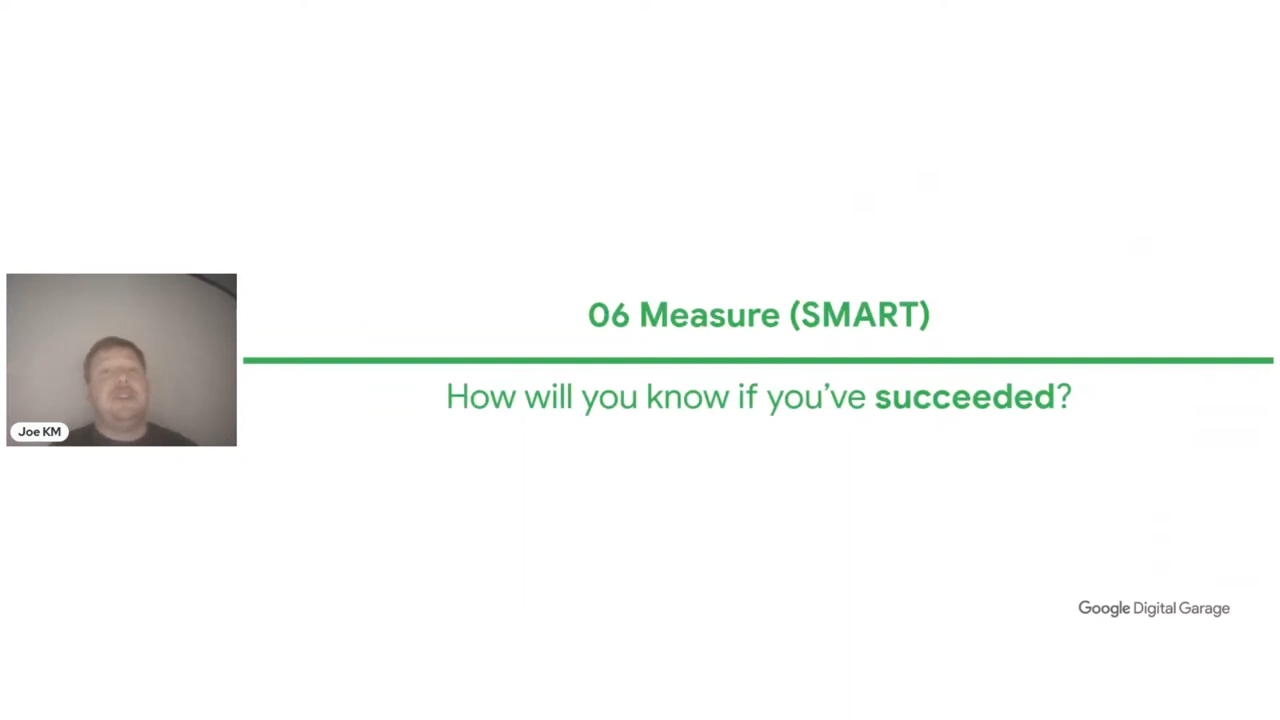 06 Measure (SMART)
How will you know if you’ve succeeded?
Joe KM
Google Digital Garage